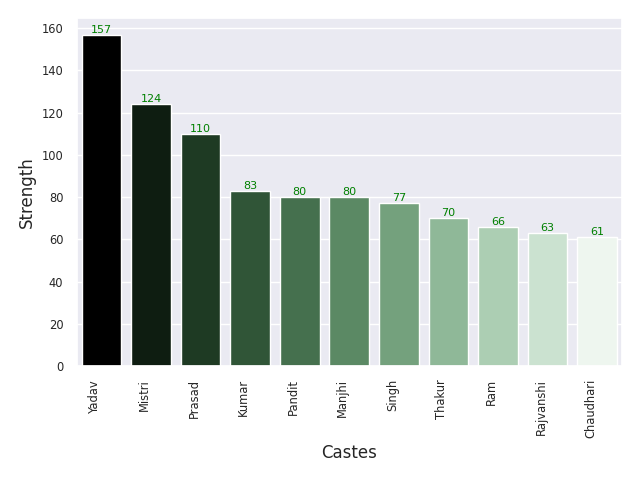 160
140
120
100
80
60
40
20
0
Strength
157
124
110
83
80
80
77
70
66
63
61
Yadav
Mistri
Prasad
Kumar
Pandit
Manjhi
Singh
Thakur
Ram
Rajvanshi
Chaudhari
Castes